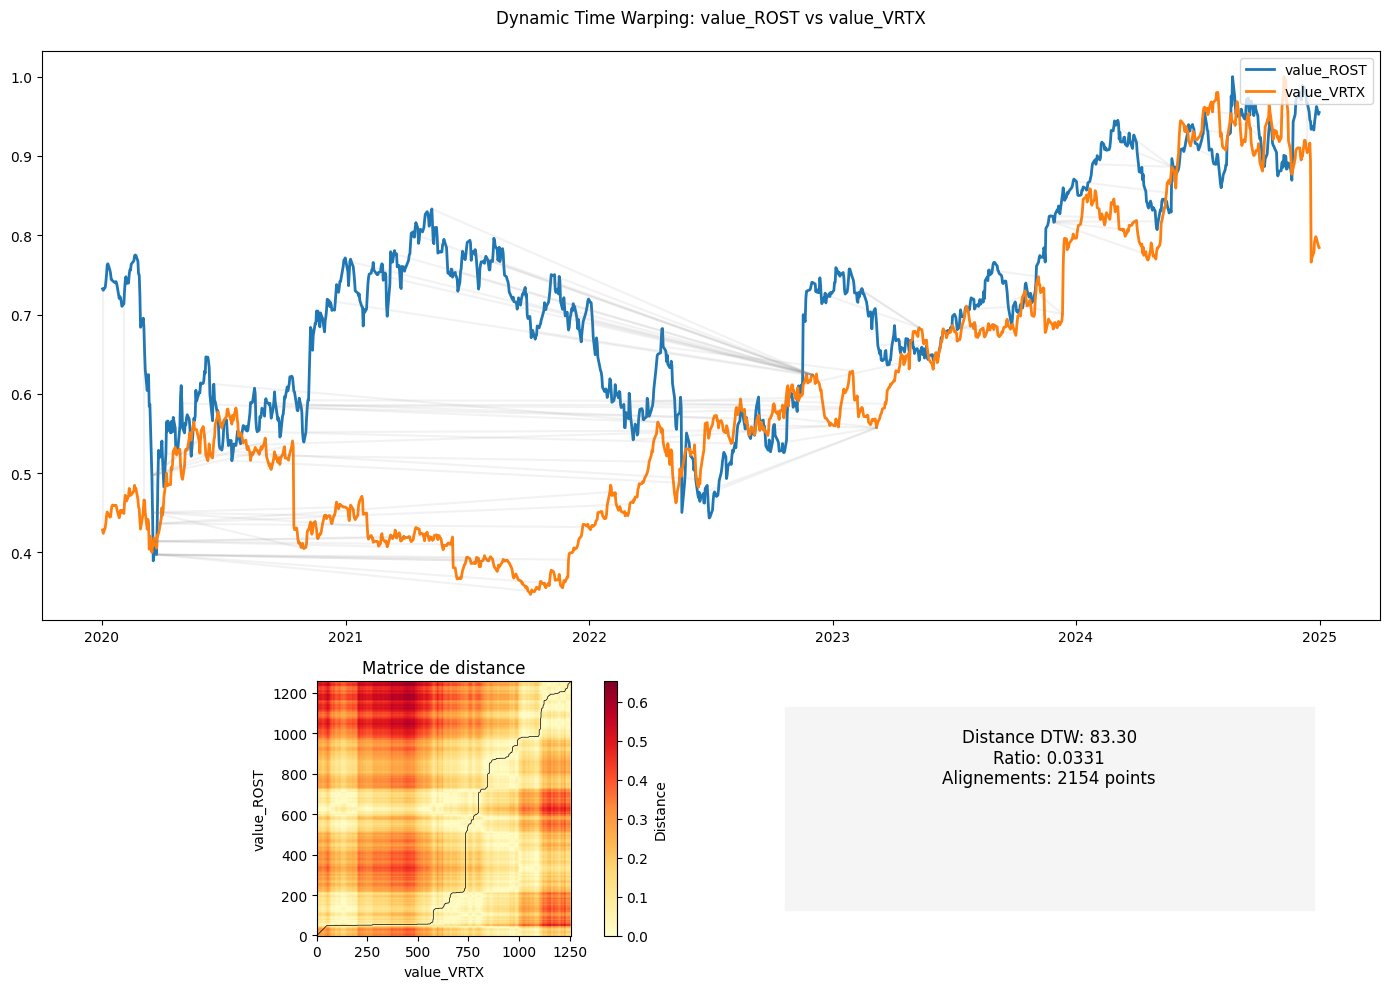 Dynamic Time Warping: value_ROST vs value_VRTX
value_ROST
value_VRTX
1.0
0.9
0.8
0.7
0.6
0.5
0.4
2020 2021 2022 2023 2024 2025
Matrice de distance
value_ROST
1200
1000
800
600
400
200
0
0 250 500 750 1000 1250
value_VRTX
0.6
0.5
0.4
0.3
0.2
0.1
0.0
Distance
Distance DTW: 83.30
Ratio: 0.0331
Alignements: 2154 points